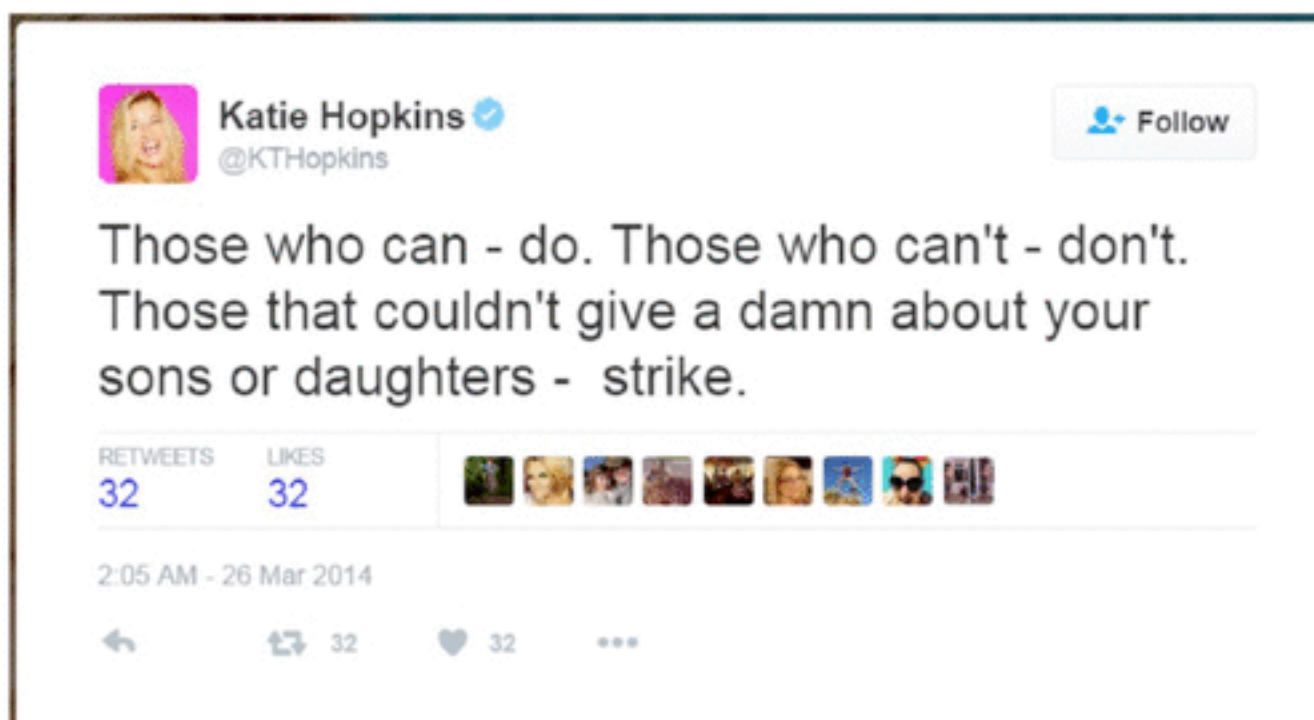 Katie Hopkins
@KTHopkins
Follow
Those who can - do. Those who can't - don't.
Those that couldn't give a damn about your
sons or daughters -  strike.
RETWEETS LIKES
32 32
2:05 AM - 26 Mar 2014
32 32